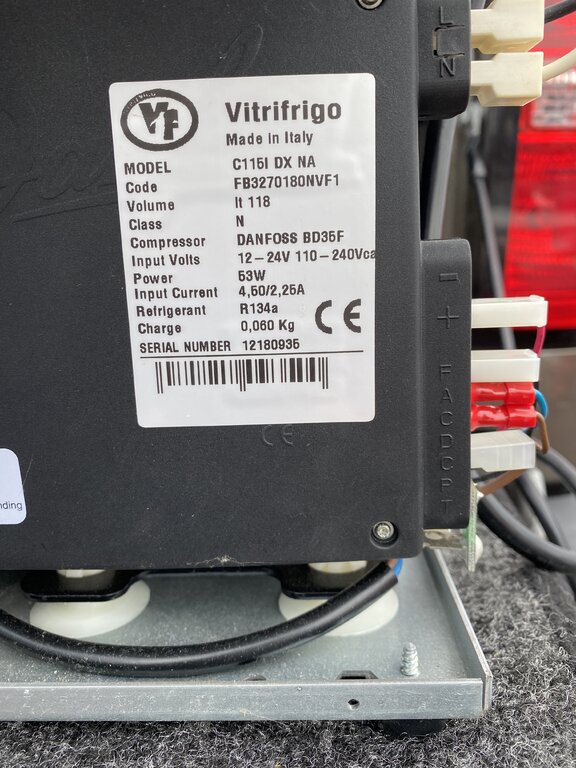 L
N
VF
Vitrifrigo
Made in Italy
MODEL C115I DX NA
Code FB3270180NVF1
Volume lt 118
Class N
Compressor DANFOSS BD35F
Input Volts 12-24V 110-240Vca
Power 53W
Input Current 4,50/2,25A
Refrigerant R134a
Charge 0,060 Kg
CE
SERIAL NUMBER 12180935
- +
F A C D C P T
CE
nding